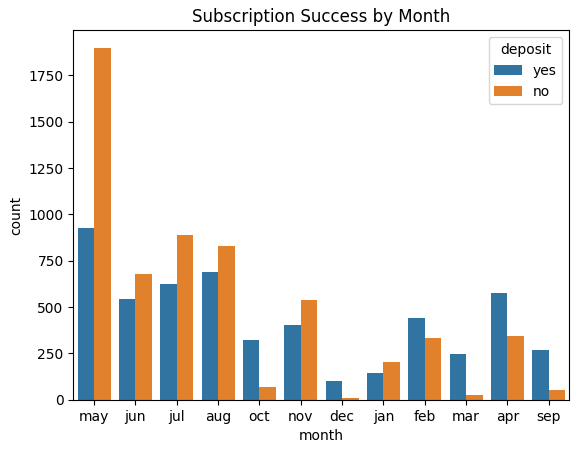 Subscription Success by Month
deposit
yes
no
1750
1500
1250
1000
750
500
250
0
count
may jun jul aug oct nov dec jan feb mar apr sep
month